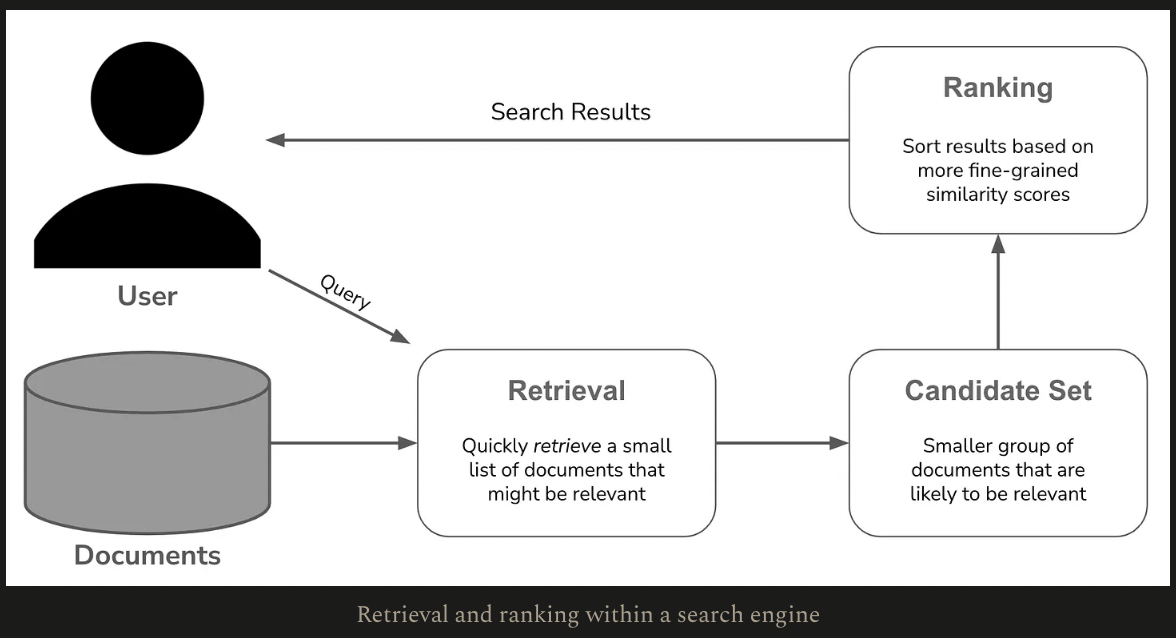 Search Results
Ranking
Sort results based on
more fine-grained
similarity scores
User
Query
Documents
Retrieval
Quickly retrieve a small
list of documents that
might be relevant
Candidate Set
Smaller group of
documents that are
likely to be relevant
Retrieval and ranking within a search engine